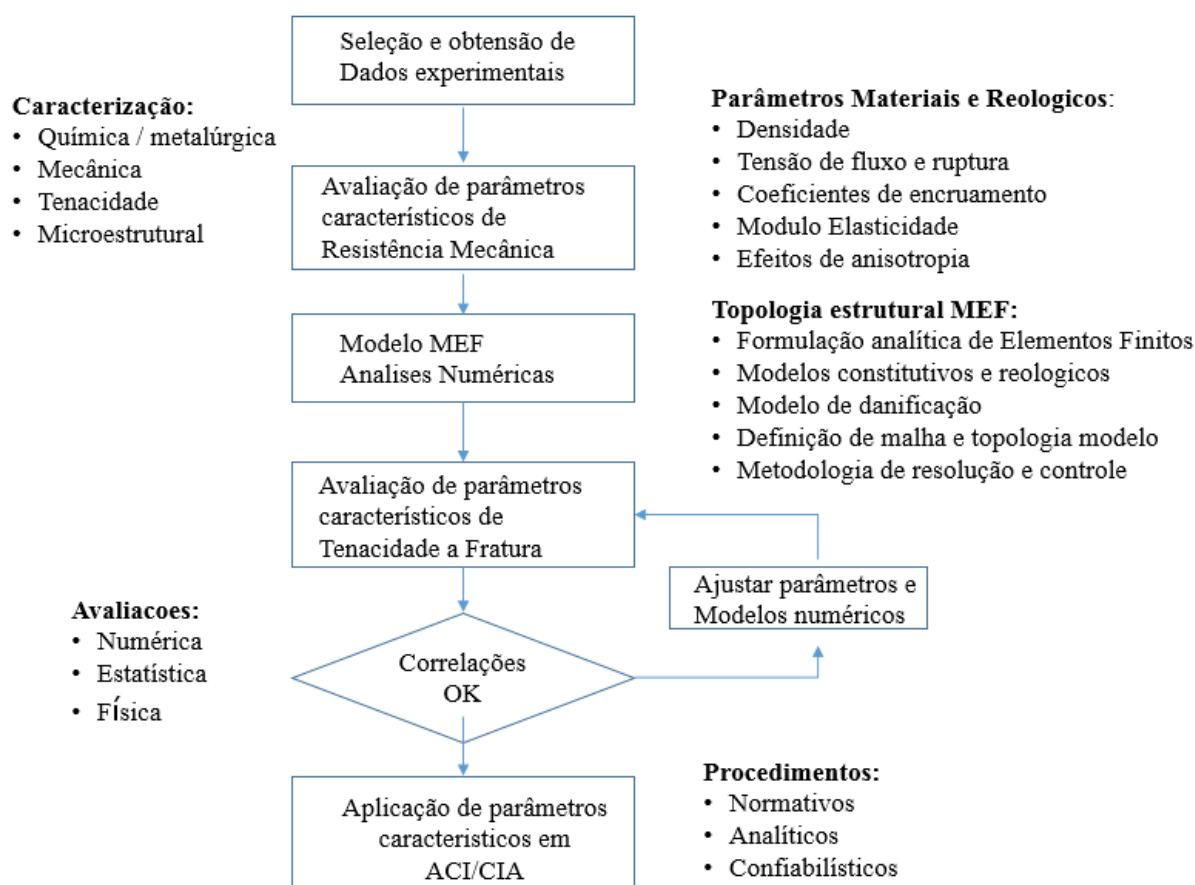 Seleção e obtensão de
Dados experimentais
Caracterização:
• Química / metalúrgica
• Mecânica
• Tenacidade
• Microestrutural
Parâmetros Materiais e Reologicos:
• Densidade
• Tensão de fluxo e ruptura
• Coeficientes de encruamento
• Modulo Elasticidade
• Efeitos de anisotropia
Avaliação de parâmetros
característicos de
Resistência Mecânica
Topologia estrutural MEF:
• Formulação analítica de Elementos Finitos
• Modelos constitutivos e reologicos
• Modelo de danificação
• Definição de malha e topologia modelo
• Metodologia de resolução e controle
Modelo MEF
Analises Numéricas
Avaliação de parâmetros
característicos de
Tenacidade a Fratura
Ajustar parâmetros e
Modelos numéricos
Avaliacoes:
• Numérica
• Estatística
• Física
Correlações
OK
Aplicação de parâmetros
caracteristicos em
ACI/CIA
Procedimentos:
• Normativos
• Analíticos
• Confiabilísticos